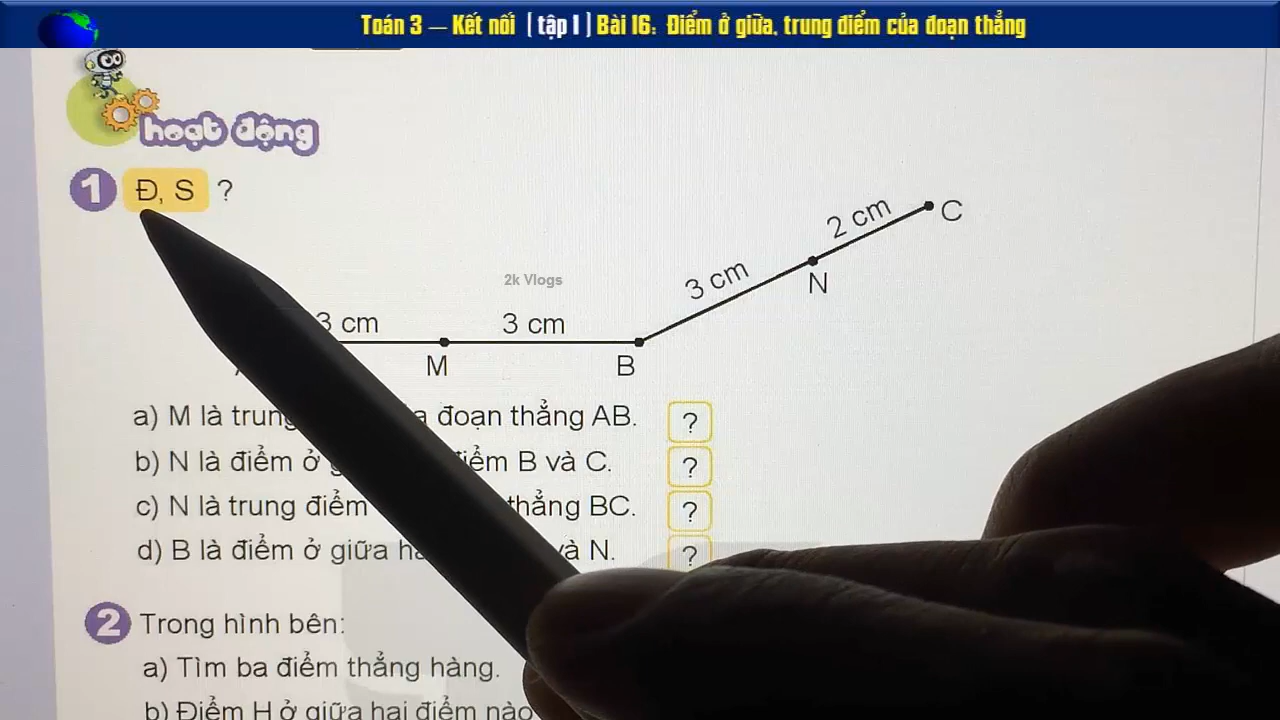 Toán 3 – Kết nối ( tập 1 ) Bài 16: Điểm ở giữa, trung điểm của đoạn thẳng
hoạt động
1 Đ, S ?
2 cm
C
3 cm
N
2k Vlogs
3 cm
3 cm
M
B
a) M là trung đoạn thẳng AB. ?
b) N là điểm ở điểm B và C. ?
c) N là trung điểm thẳng BC. ?
d) B là điểm ở giữa và N. ?
2 Trong hình bên:
a) Tìm ba điểm thẳng hàng.
b) Điểm H ở giữa hai điểm nào